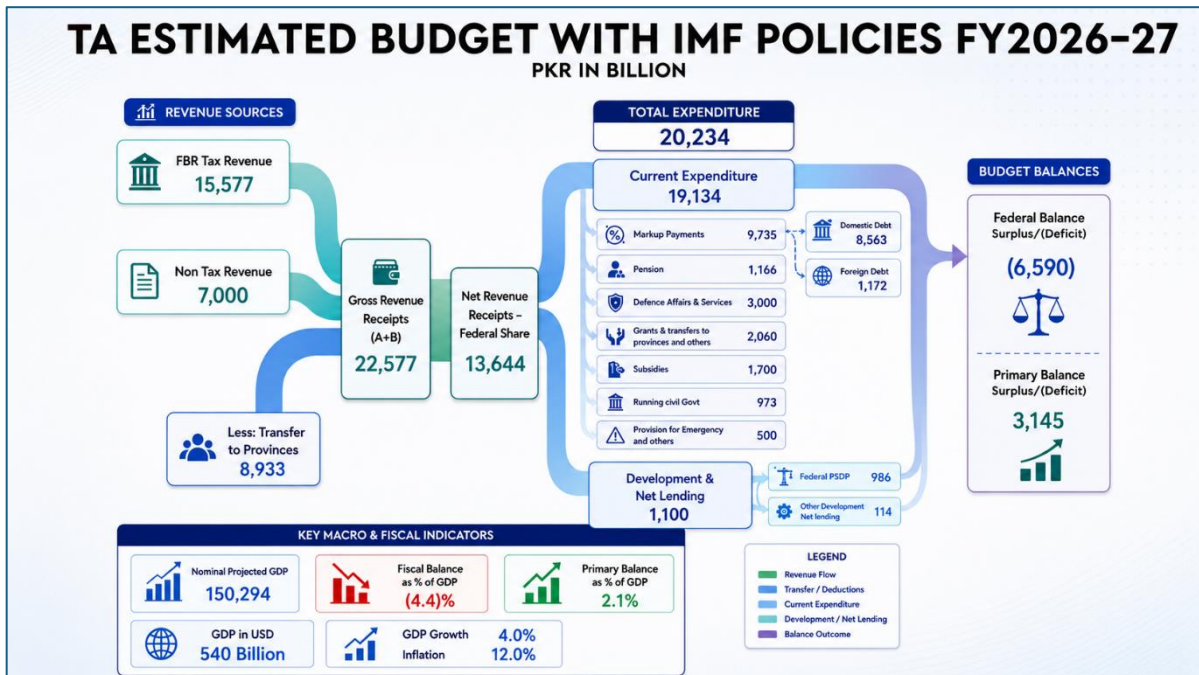 TA ESTIMATED BUDGET WITH IMF POLICIES FY2026-27
PKR IN BILLION
REVENUE SOURCES
FBR Tax Revenue
15,577
Non Tax Revenue
7,000
Less: Transfer
to Provinces
8,933
Gross Revenue
Receipts
(A+B)
22,577
Net Revenue
Receipts –
Federal Share
13,644
TOTAL EXPENDITURE
20,234
Current Expenditure
19,134
Markup Payments 9,735
Domestic Debt
8,563
Foreign Debt
1,172
Pension 1,166
Defence Affairs & Services 3,000
Grants & transfers to
provinces and others 2,060
Subsidies 1,700
Running civil Govt 973
Provision for Emergency
and others 500
Development &
Net Lending
1,100
Federal PSDP 986
Other Development
Net lending 114
BUDGET BALANCES
Federal Balance
Surplus/(Deficit)
(6,590)
Primary Balance
Surplus/(Deficit)
3,145
KEY MACRO & FISCAL INDICATORS
Nominal Projected GDP
150,294
Fiscal Balance
as % of GDP
(4.4)%
Primary Balance
as % of GDP
2.1%
GDP in USD
540 Billion
GDP Growth 4.0%
Inflation 12.0%
LEGEND
Revenue Flow
Transfer / Deductions
Current Expenditure
Development / Net Lending
Balance Outcome